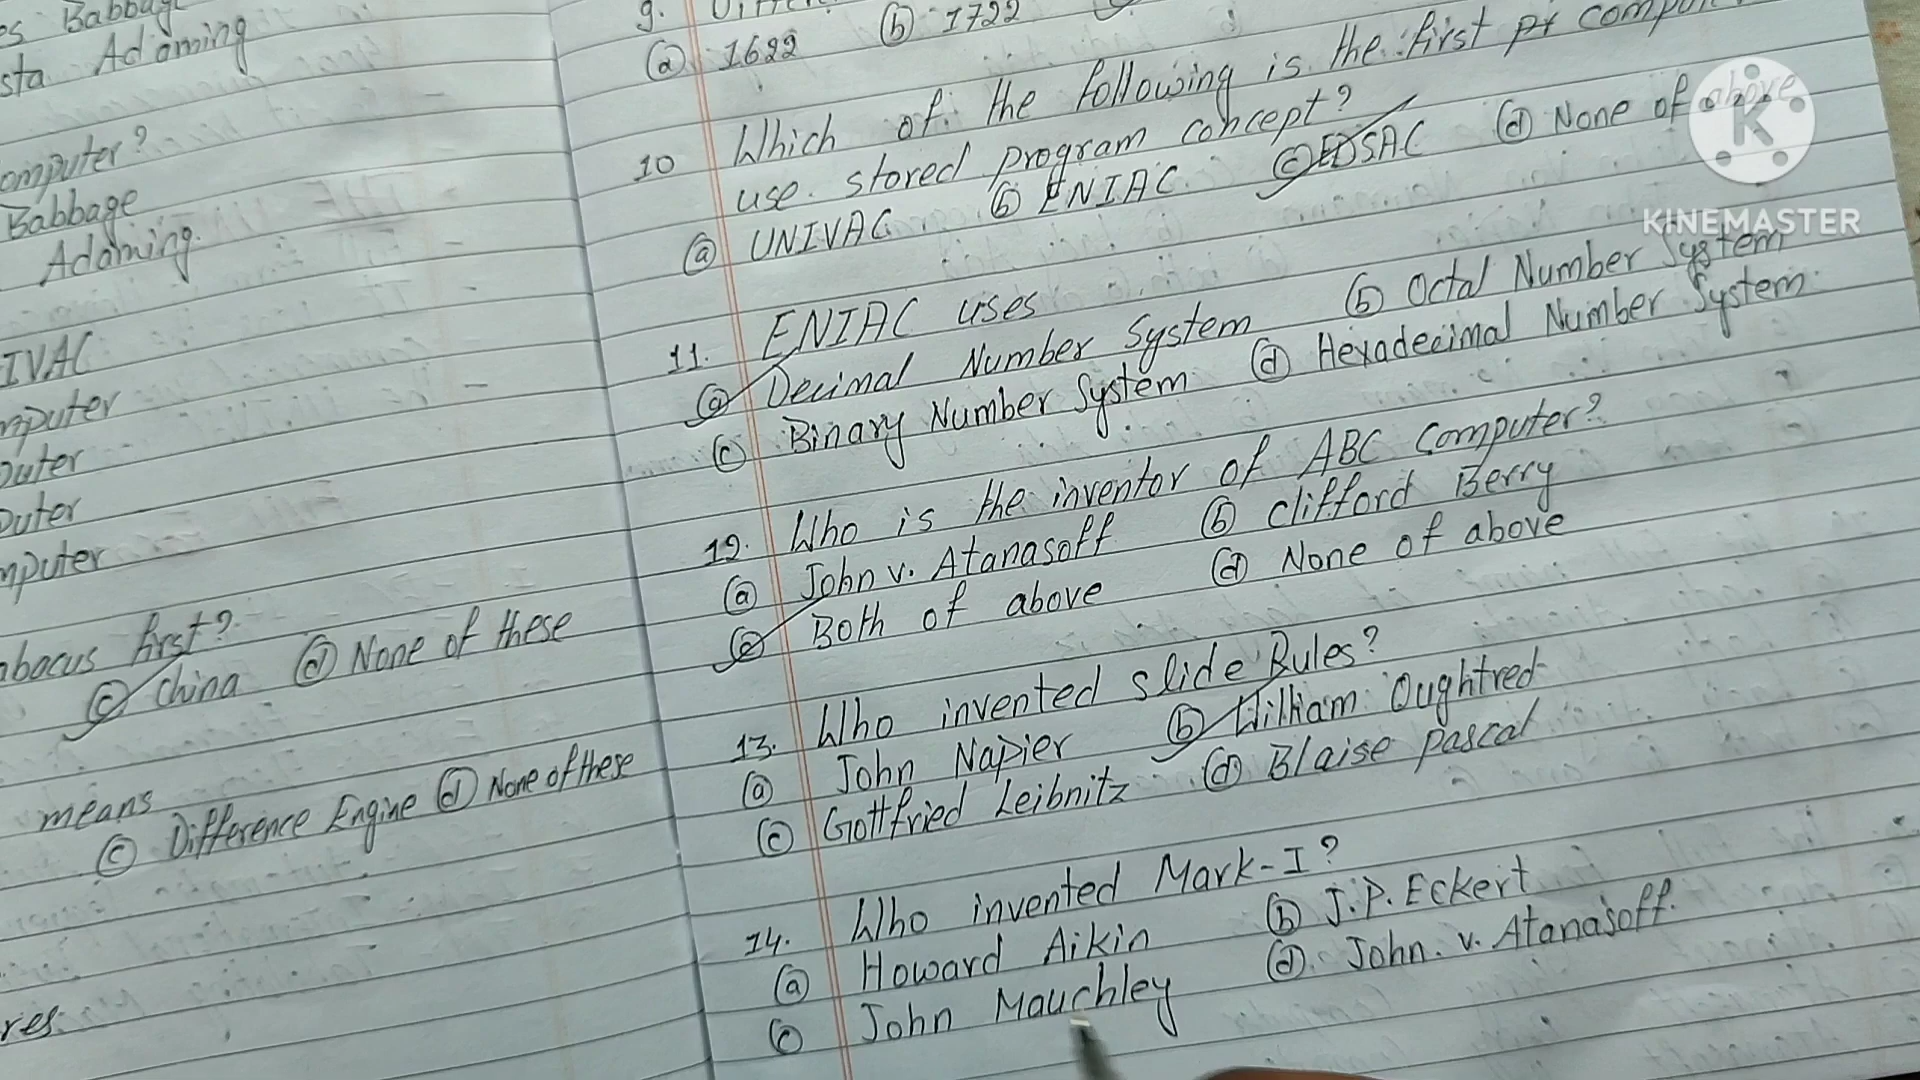 es Babbage
sta Adoming
omputer?
Babbage
Adoming.
IVAC
mputer
puter
puter
mputer
abacus first?
(c) China (d) None of these
means
(c) Difference Engine (d) None of these
res.
9.
(a) 1622 (b) 1722
10 Which of the following is the first
use stored program concept?
(a) UNIVAC (b) ENIAC (c) EDSAC (d) None of above
11. ENIAC uses
(a) Decimal Number System (b) Octal Number System
(c) Binary Number System (d) Hexadecimal Number System
12. Who is the inventor of ABC Computer?
(a) John v. Atanasoff (b) Clifford Berry
(c) Both of above (d) None of above
13. Who invented slide Rules?
(a) John Napier (b) William Oughtred
(c) Gottfried Leibnitz (d) Blaise pascal
14. Who invented Mark-I?
(a) Howard Aikin (b) J.P. Eckert
(c) John Mauchley (d) John. v. Atanasoff.
K
KINEMASTER